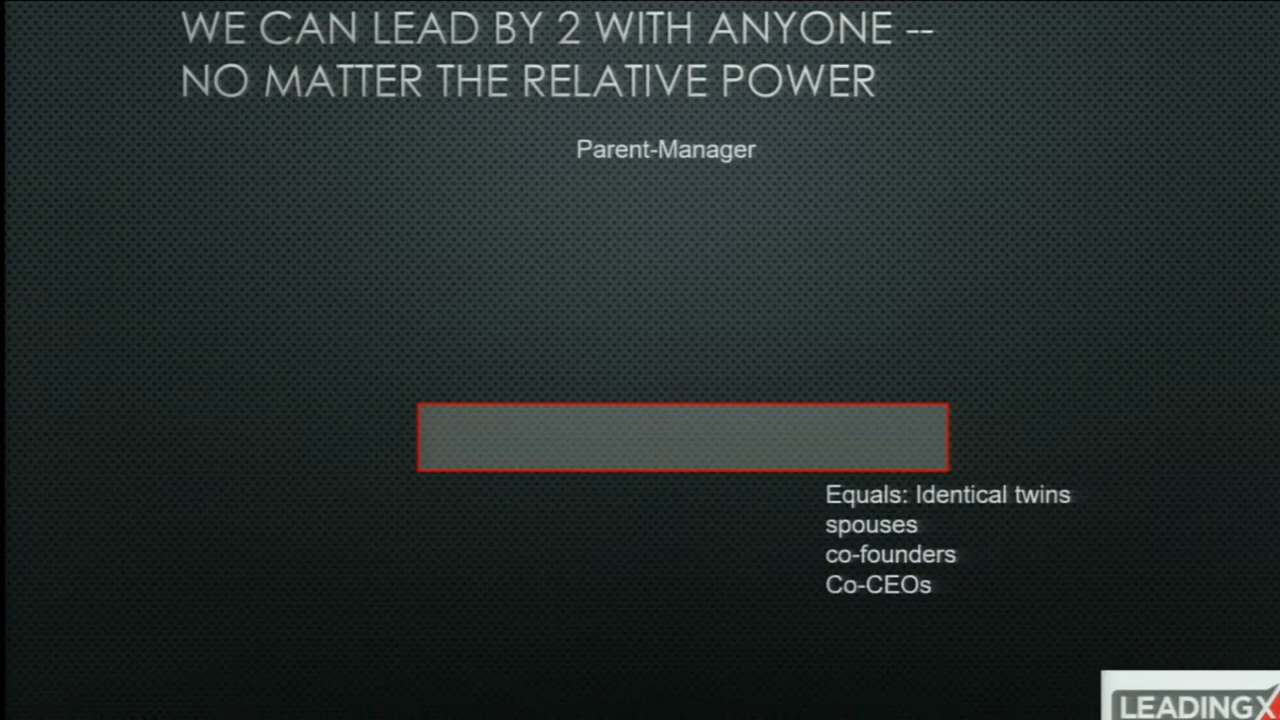 WE CAN LEAD BY 2 WITH ANYONE --
NO MATTER THE RELATIVE POWER
Parent-Manager
Equals: Identical twins
spouses
co-founders
Co-CEOs
LEADINGX